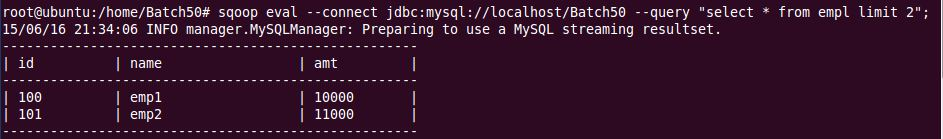 root@ubuntu:/home/Batch50# sqoop eval --connect jdbc:mysql://localhost/Batch50 --query "select * from empl limit 2";
15/06/16 21:34:06 INFO manager.MySQLManager: Preparing to use a MySQL streaming resultset.
----------------------------------------------------
| id | name | amt |
----------------------------------------------------
| 100 | emp1 | 10000 |
| 101 | emp2 | 11000 |
----------------------------------------------------